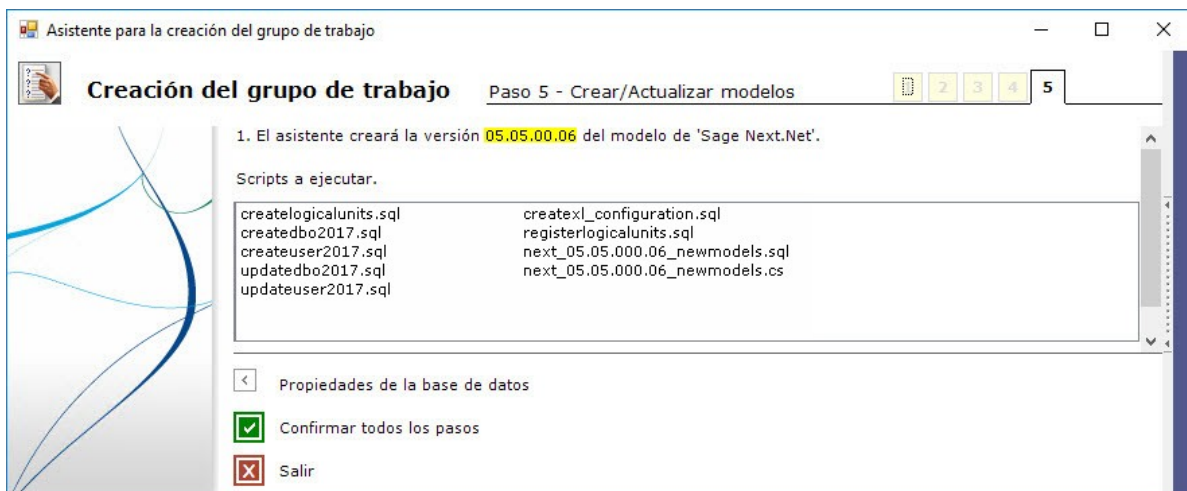 Asistente para la creación del grupo de trabajo
Creación del grupo de trabajo
Paso 5 - Crear/Actualizar modelos
2 3 4 5
1. El asistente creará la versión 05.05.00.06 del modelo de 'Sage Next.Net'.
Scripts a ejecutar.
createlogicalunits.sql
createdbo2017.sql
createuser2017.sql
updatedbo2017.sql
updateuser2017.sql
createxl_configuration.sql
registerlogicalunits.sql
next_05.05.000.06_newmodels.sql
next_05.05.000.06_newmodels.cs
Propiedades de la base de datos
Confirmar todos los pasos
Salir